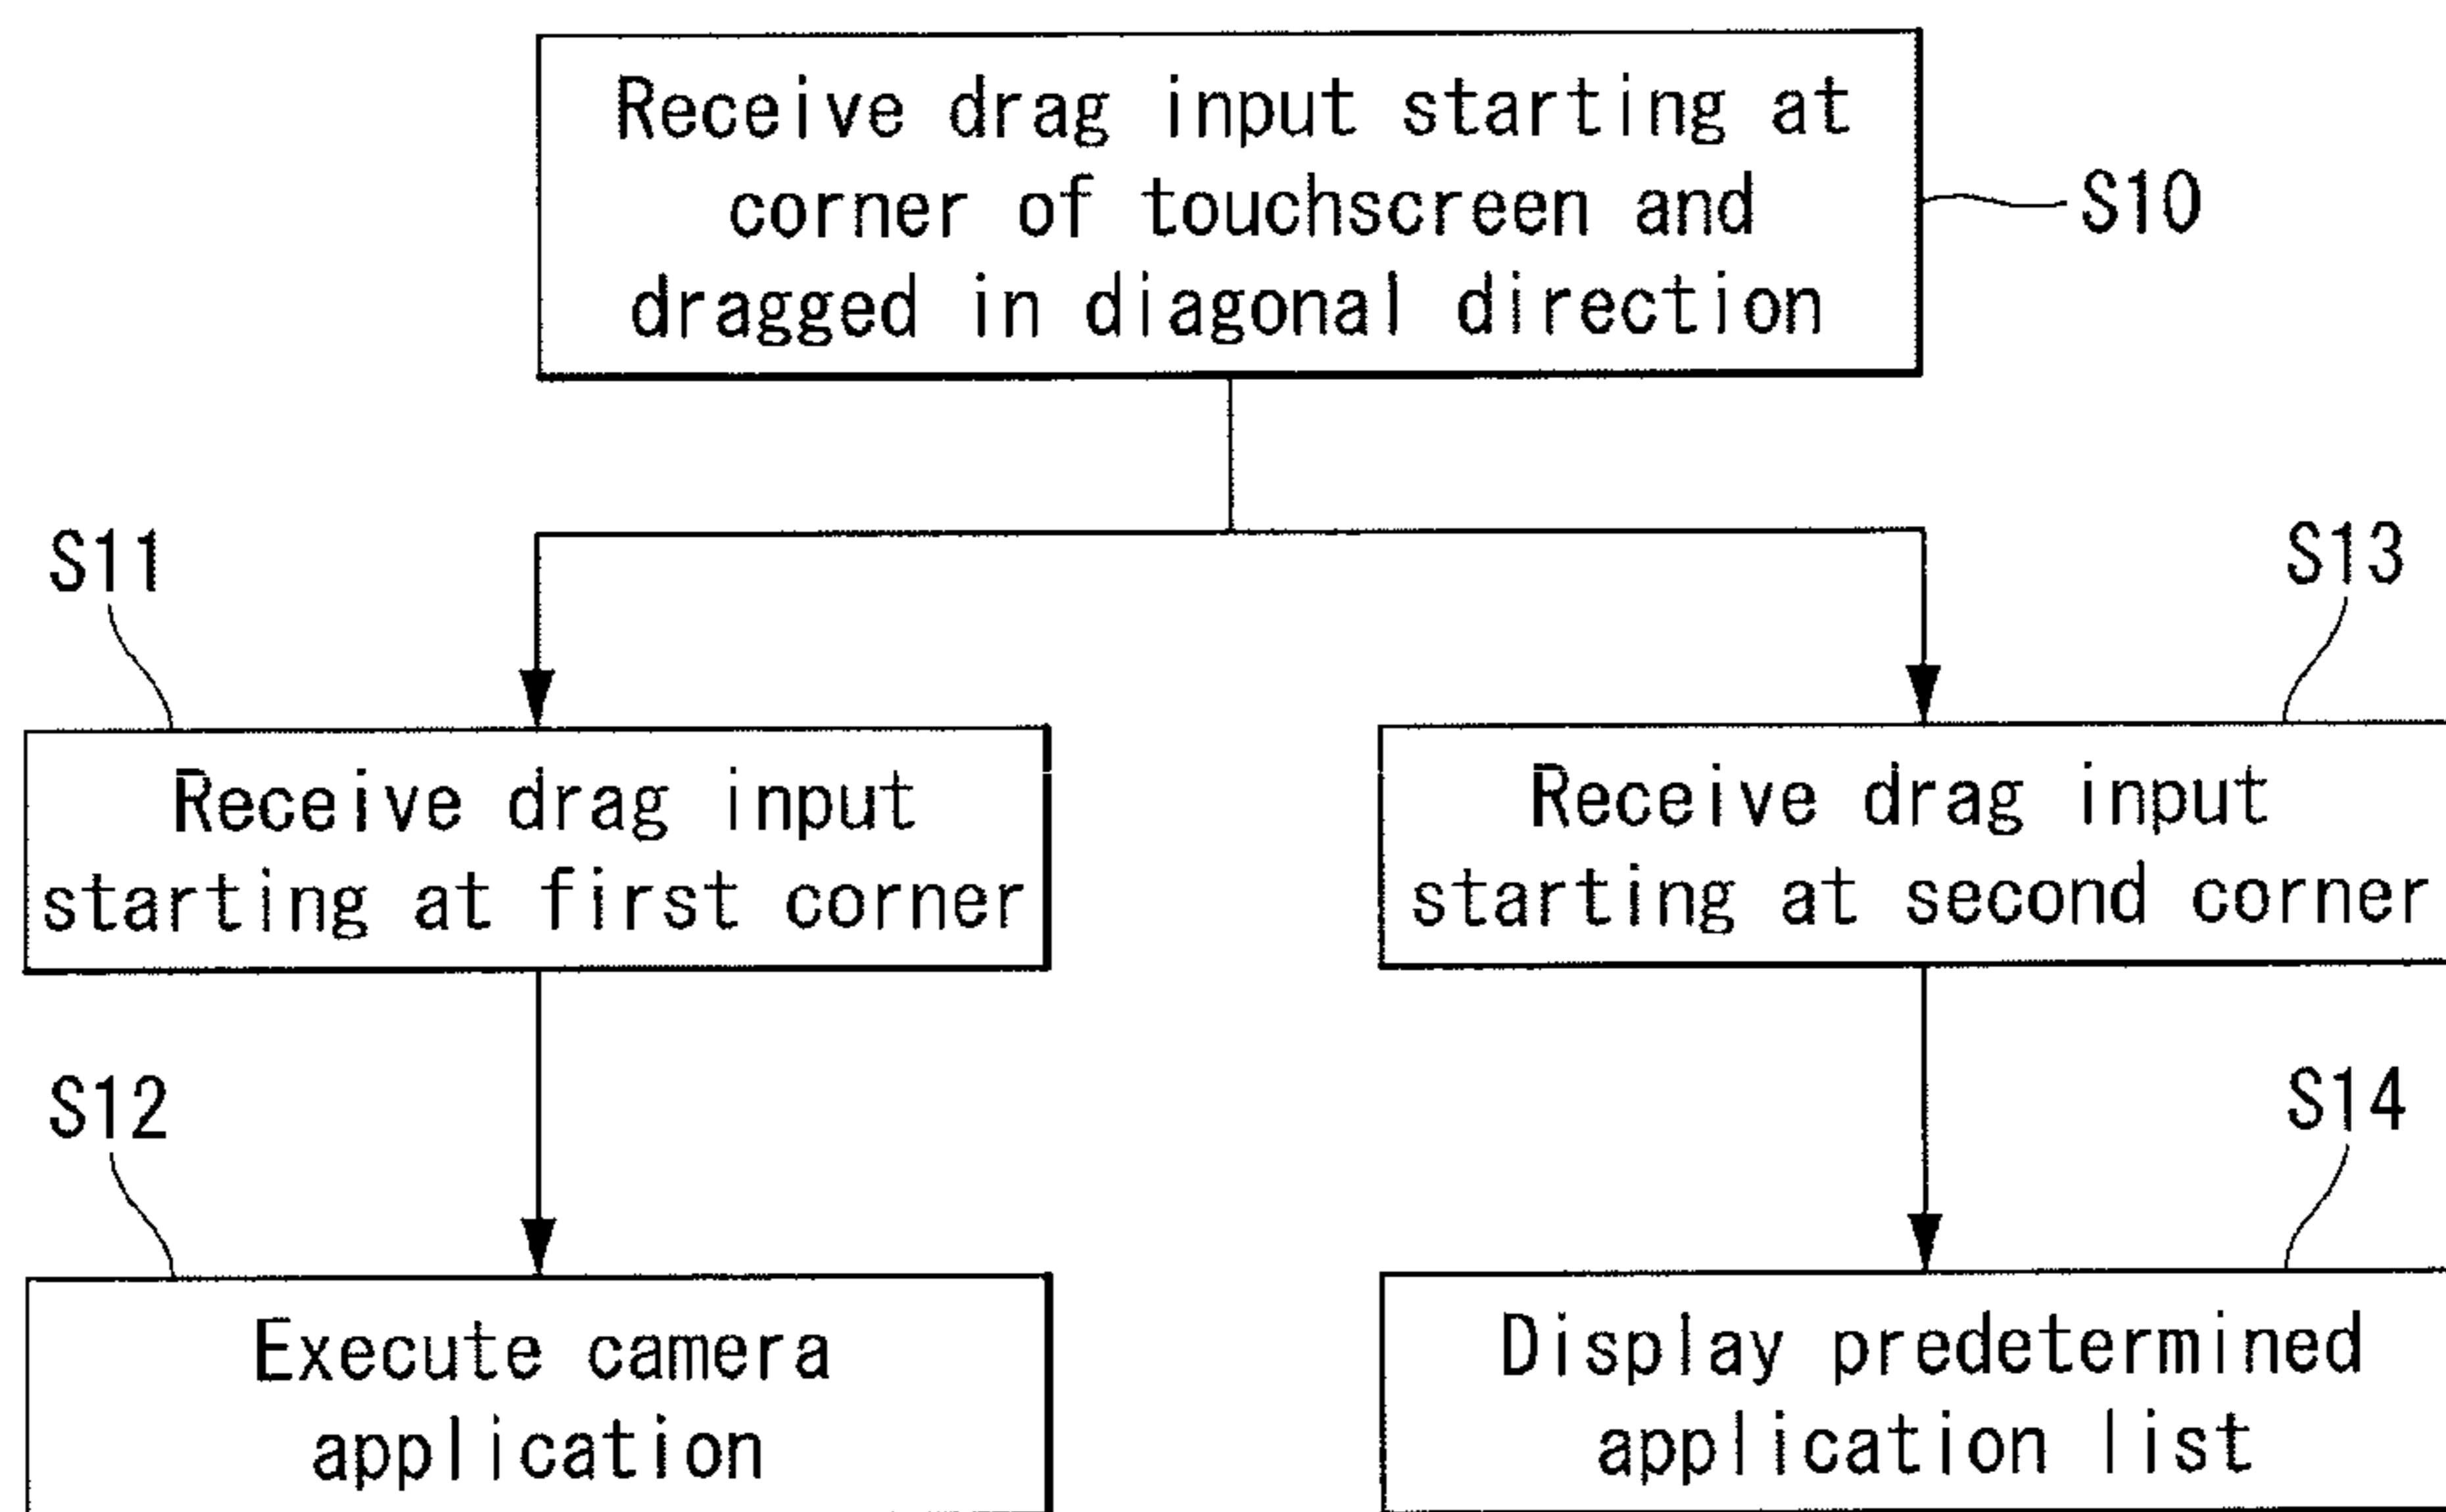 Receive drag input starting at
corner of touchscreen and
dragged in diagonal direction
S10
S11
S13
Receive drag input
starting at first corner
Receive drag input
starting at second corner
S12
S14
Execute camera
application
Display predetermined
application list